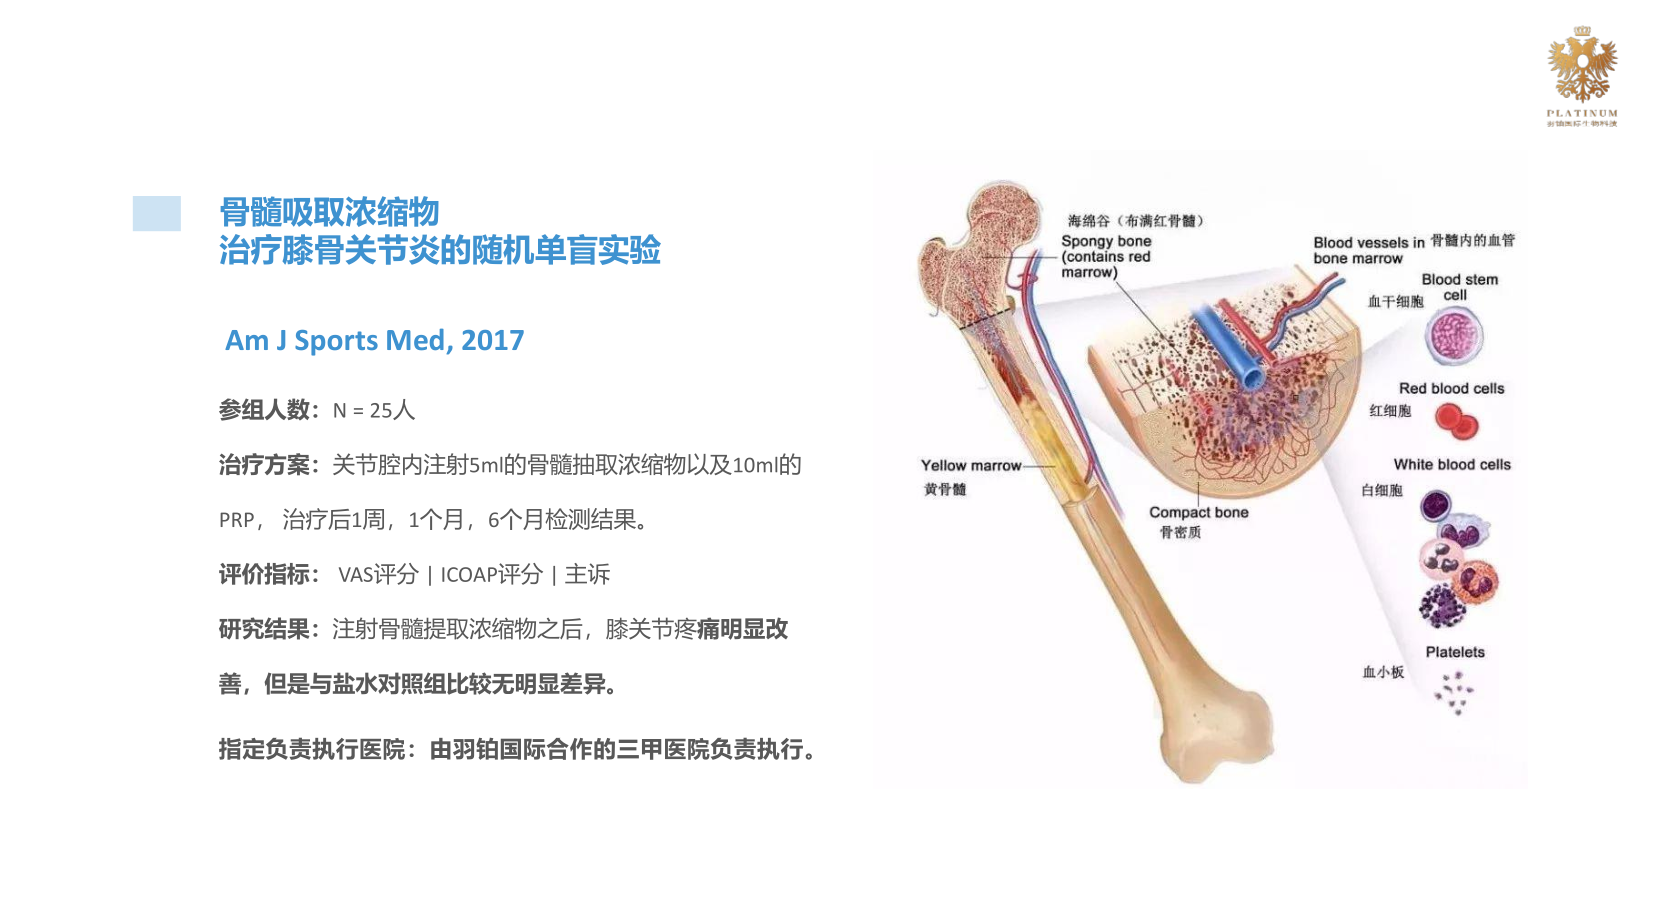 PLATINUM
羽铂国际生物科技
骨髓吸取浓缩物
治疗膝骨关节炎的随机单盲实验
Am J Sports Med, 2017
参组人数：N = 25人
治疗方案：关节腔内注射5ml的骨髓抽取浓缩物以及10ml的
PRP， 治疗后1周，1个月，6个月检测结果。
评价指标： VAS评分 | ICOAP评分 | 主诉
研究结果：注射骨髓提取浓缩物之后，膝关节疼痛明显改
善，但是与盐水对照组比较无明显差异。
指定负责执行医院：由羽铂国际合作的三甲医院负责执行。
海绵谷（布满红骨髓）
Spongy bone
(contains red
marrow)
Blood vessels in 骨髓内的血管
bone marrow
Blood stem
cell
血干细胞
Red blood cells
红细胞
White blood cells
白细胞
Yellow marrow
黄骨髓
Compact bone
骨密质
Platelets
血小板